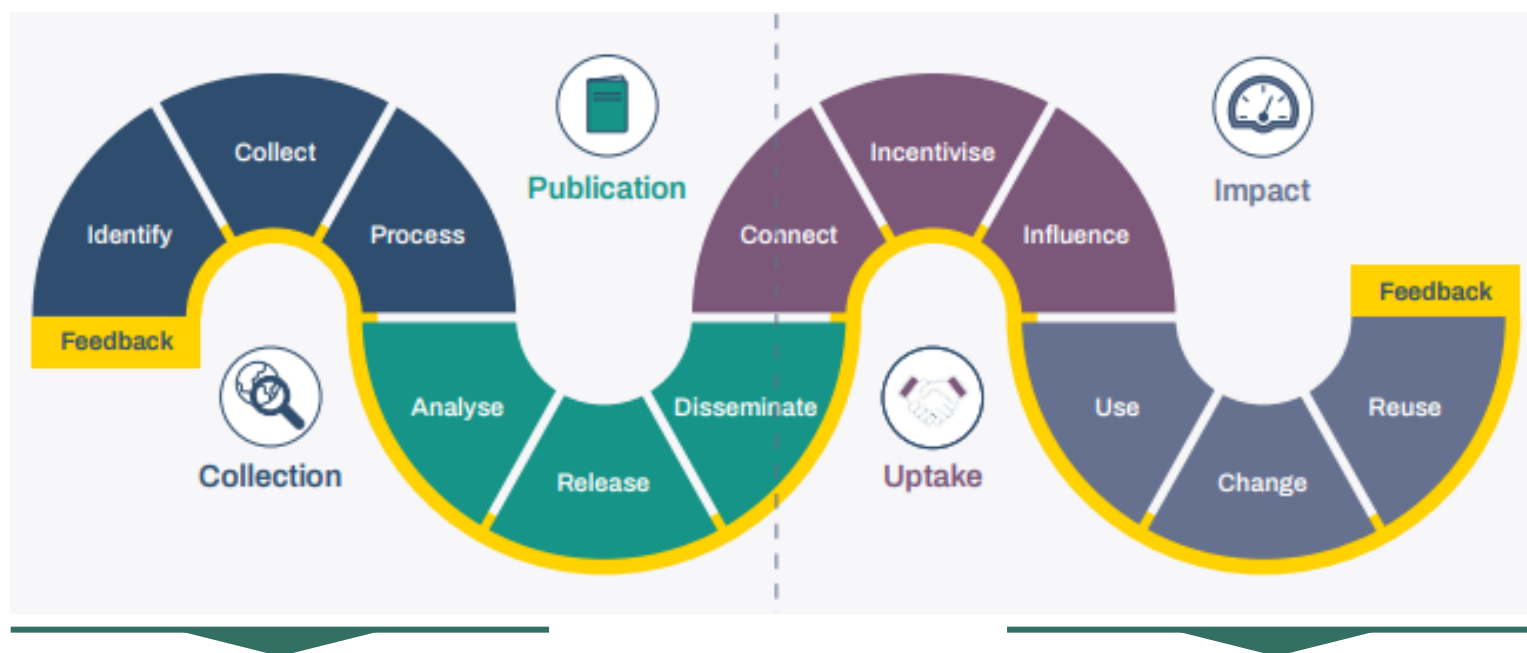 Identify
Collect
Process
Feedback
Collection
Publication
Analyse
Release
Disseminate
Connect
Incentivise
Influence
Uptake
Impact
Use
Change
Reuse
Feedback